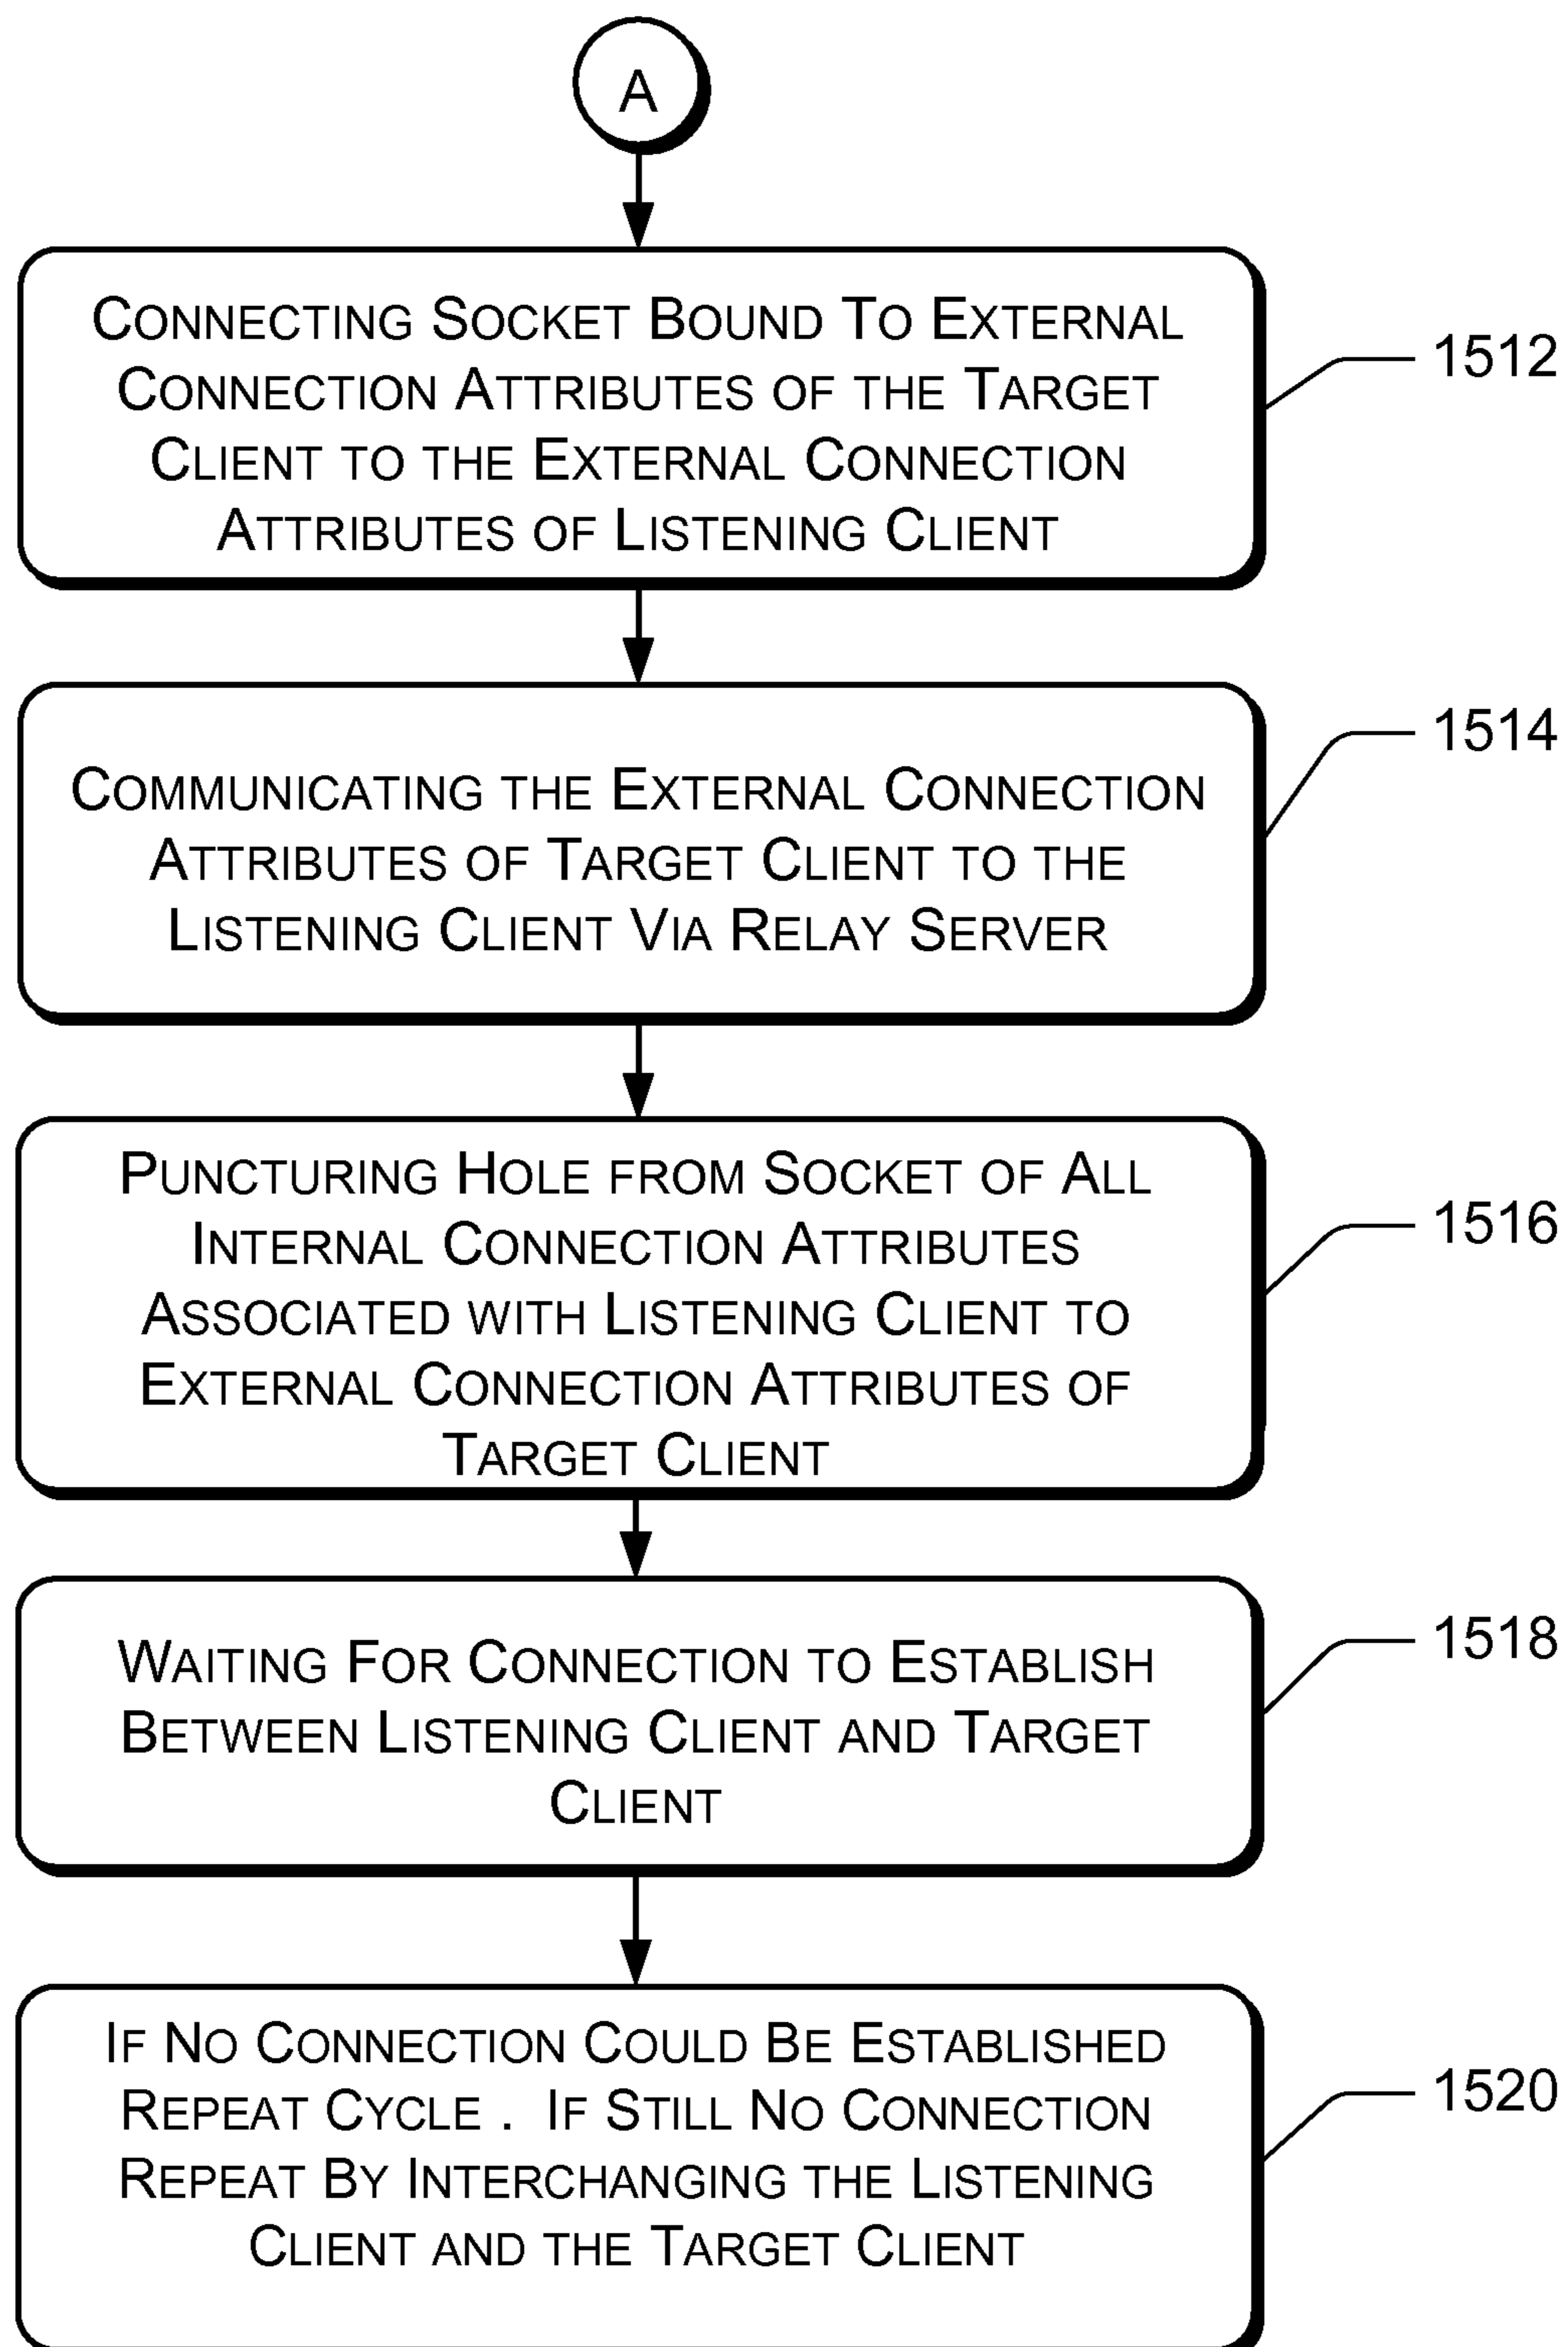 A
CONNECTING SOCKET BOUND TO EXTERNAL
CONNECTION ATTRIBUTES OF THE TARGET
CLIENT TO THE EXTERNAL CONNECTION
ATTRIBUTES OF LISTENING CLIENT
1512
COMMUNICATING THE EXTERNAL CONNECTION
ATTRIBUTES OF TARGET CLIENT TO THE
LISTENING CLIENT VIA RELAY SERVER
1514
PUNCTURING HOLE FROM SOCKET OF ALL
INTERNAL CONNECTION ATTRIBUTES
ASSOCIATED WITH LISTENING CLIENT TO
EXTERNAL CONNECTION ATTRIBUTES OF
TARGET CLIENT
1516
WAITING FOR CONNECTION TO ESTABLISH
BETWEEN LISTENING CLIENT AND TARGET
CLIENT
1518
IF NO CONNECTION COULD BE ESTABLISHED
REPEAT CYCLE . IF STILL NO CONNECTION
REPEAT BY INTERCHANGING THE LISTENING
CLIENT AND THE TARGET CLIENT
1520